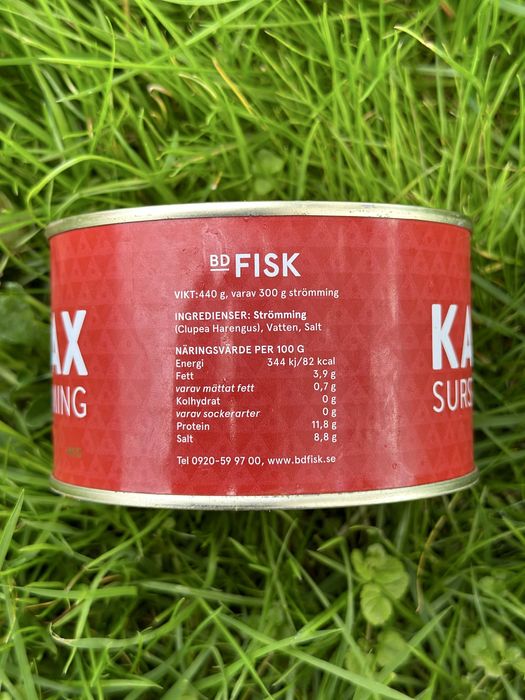 BD FISK
VIKT:440 g, varav 300 g strömming
INGREDIENSER: Strömming
(Clupea Harengus), Vatten, Salt
NÄRINGSVÄRDE PER 100 G
Energi 344 kj/82 kcal
Fett 3,9 g
varav mättat fett 0,7 g
Kolhydrat 0 g
varav sockerarter 0 g
Protein 11,8 g
Salt 8,8 g
Tel 0920-59 97 00, www.bdfisk.se
AX
MING
KA
SURS